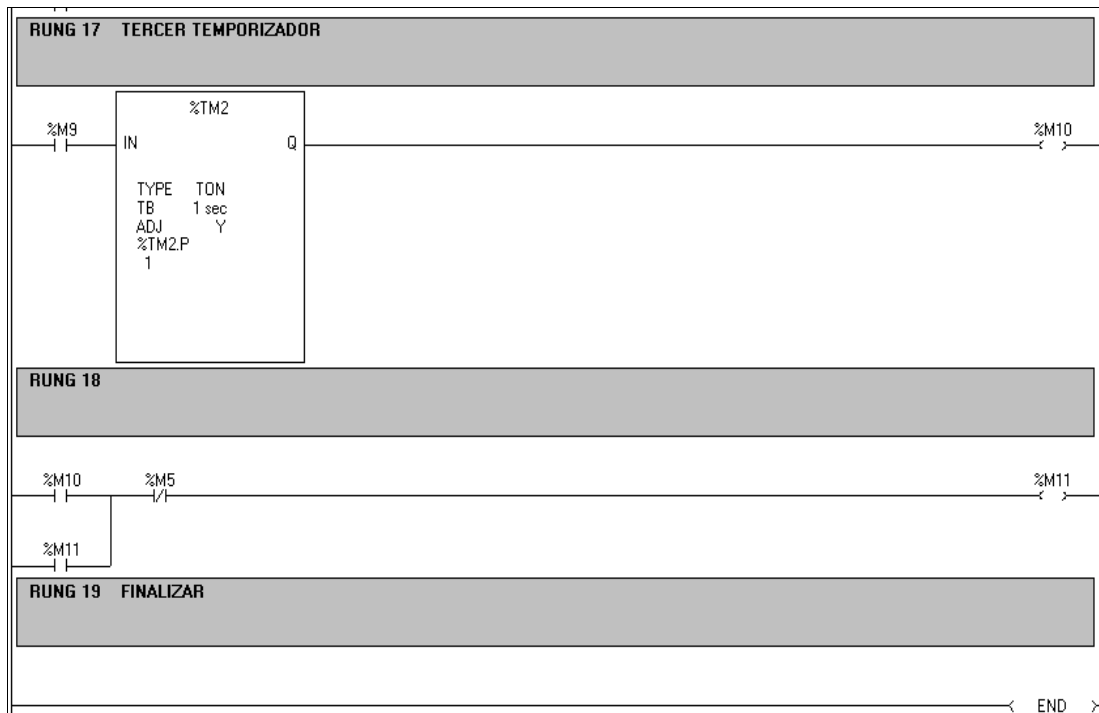 RUNG 17 TERCER TEMPORIZADOR
%TM2
%M9
%M10
IN Q
TYPE TON
TB 1 sec
ADJ Y
%TM2.P
1
RUNG 18
%M10 %M5 %M11
%M11
RUNG 19 FINALIZAR
END